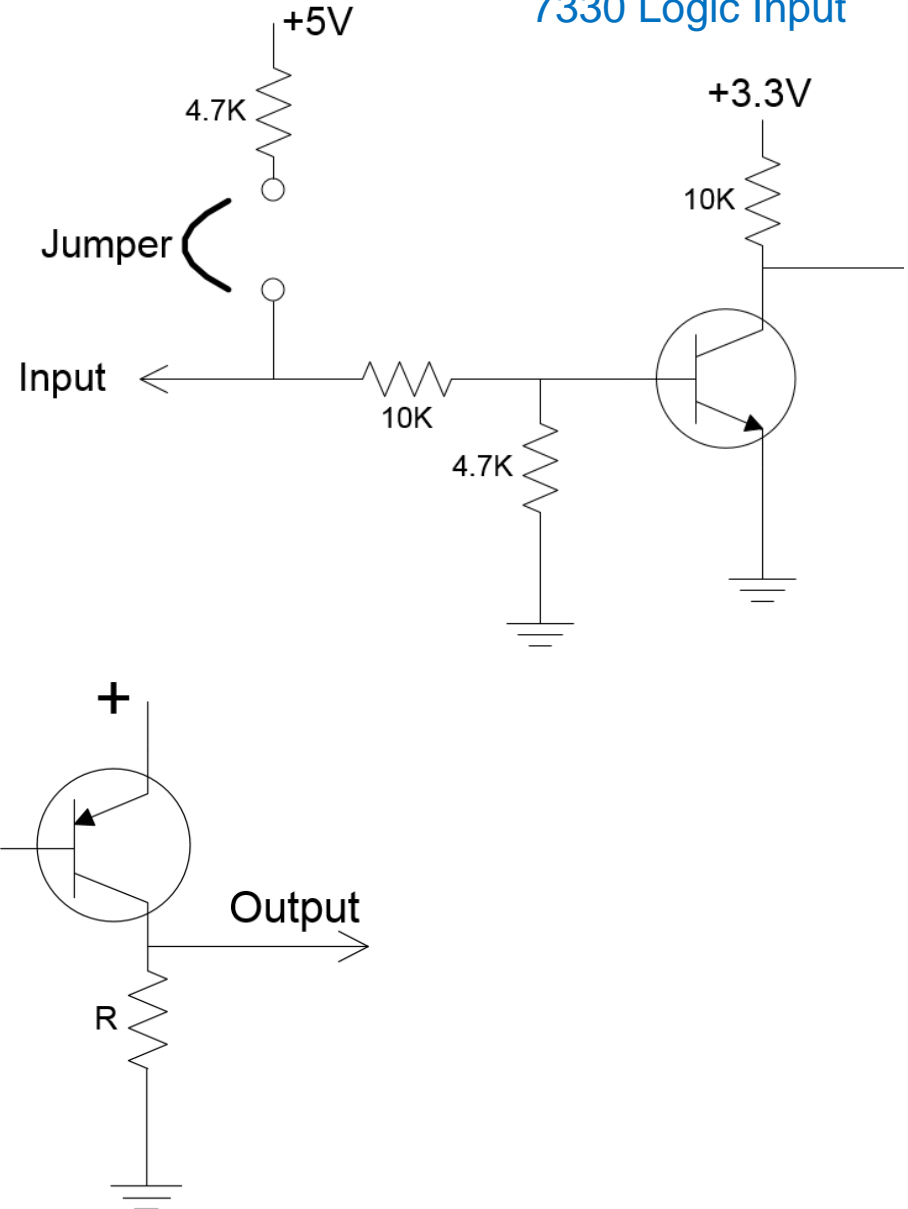 +5V
7330 Logic Input
4.7K
+3.3V
10K
Jumper
Input
10K
4.7K
+
Output
R